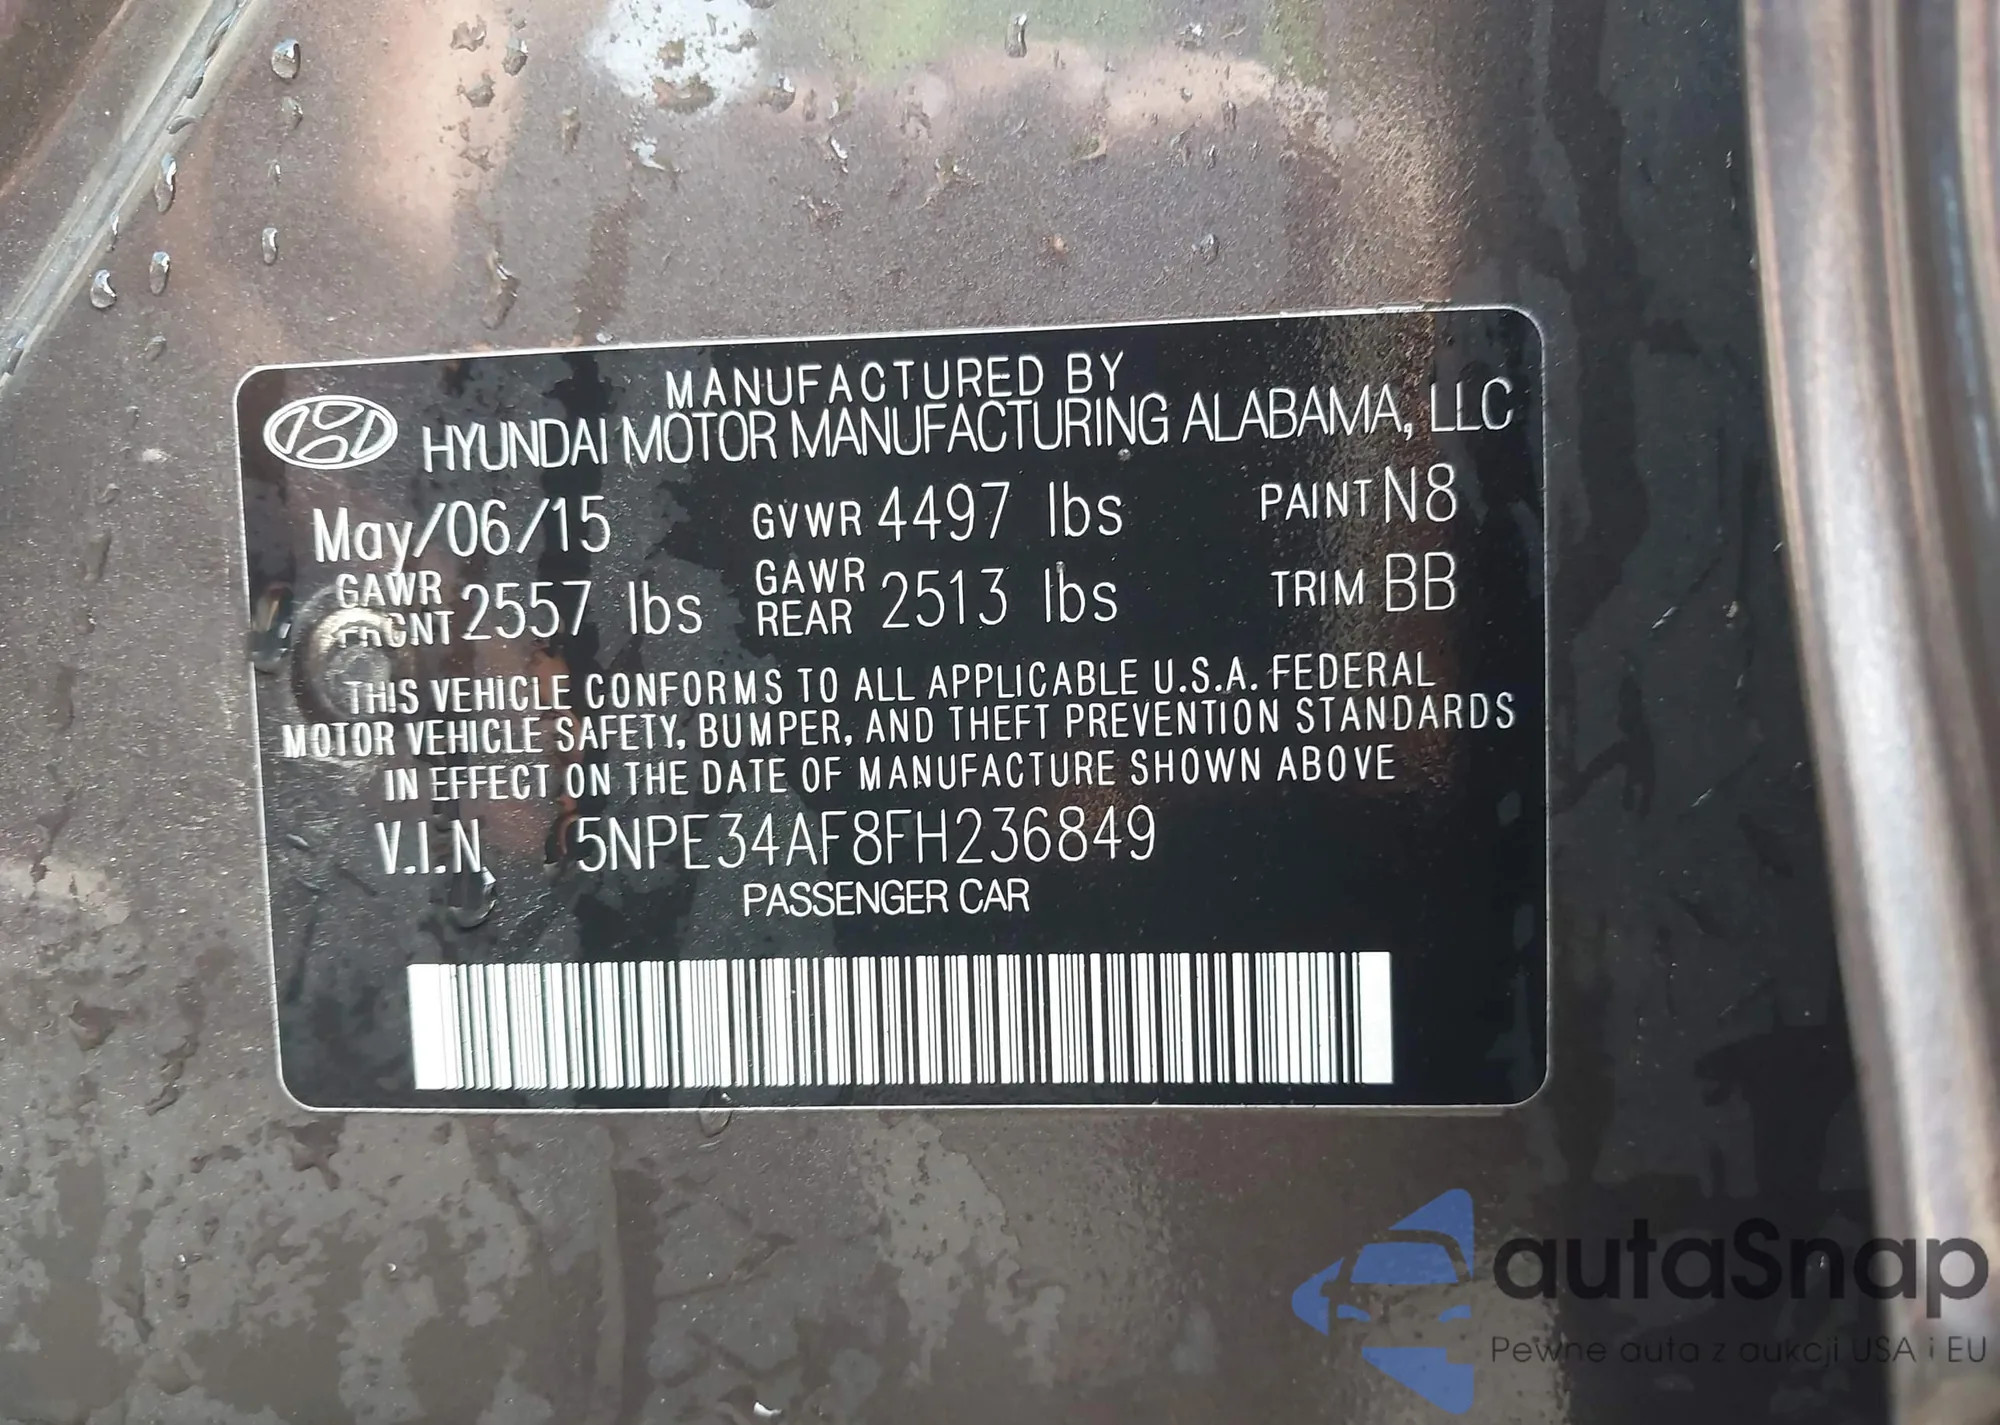 MANUFACTURED BY
HYUNDAI MOTOR MANUFACTURING ALABAMA, LLC
May/06/15 GVWR 4497 lbs PAINT N8
GAWR FRONT 2557 lbs GAWR REAR 2513 lbs TRIM BB
THIS VEHICLE CONFORMS TO ALL APPLICABLE U.S.A. FEDERAL
MOTOR VEHICLE SAFETY, BUMPER, AND THEFT PREVENTION STANDARDS
IN EFFECT ON THE DATE OF MANUFACTURE SHOWN ABOVE
V.I.N. 5NPE34AF8FH236849
PASSENGER CAR
autaSnap
Pewne auta z aukcji USA i EU